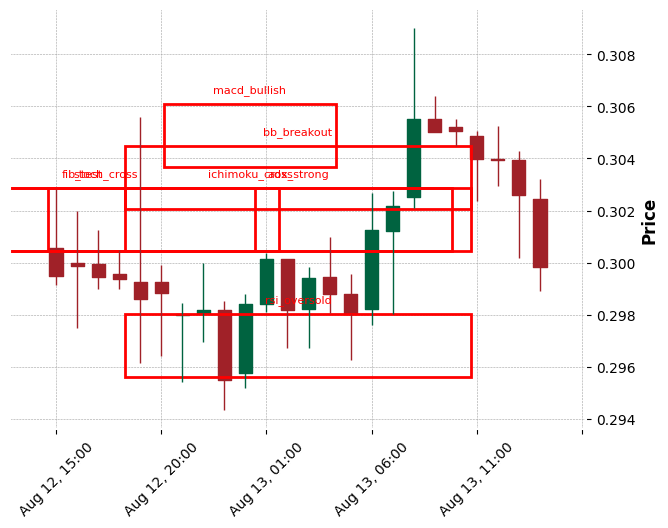 macd_bullish
bb_breakout
stoch_cross
ichimoku_cross
adx_strong
0.308
0.306
0.304
0.302
0.300
0.298
0.296
0.294
Price
Aug 12, 15:00
Aug 12, 20:00
Aug 13, 01:00
Aug 13, 06:00
Aug 13, 11:00